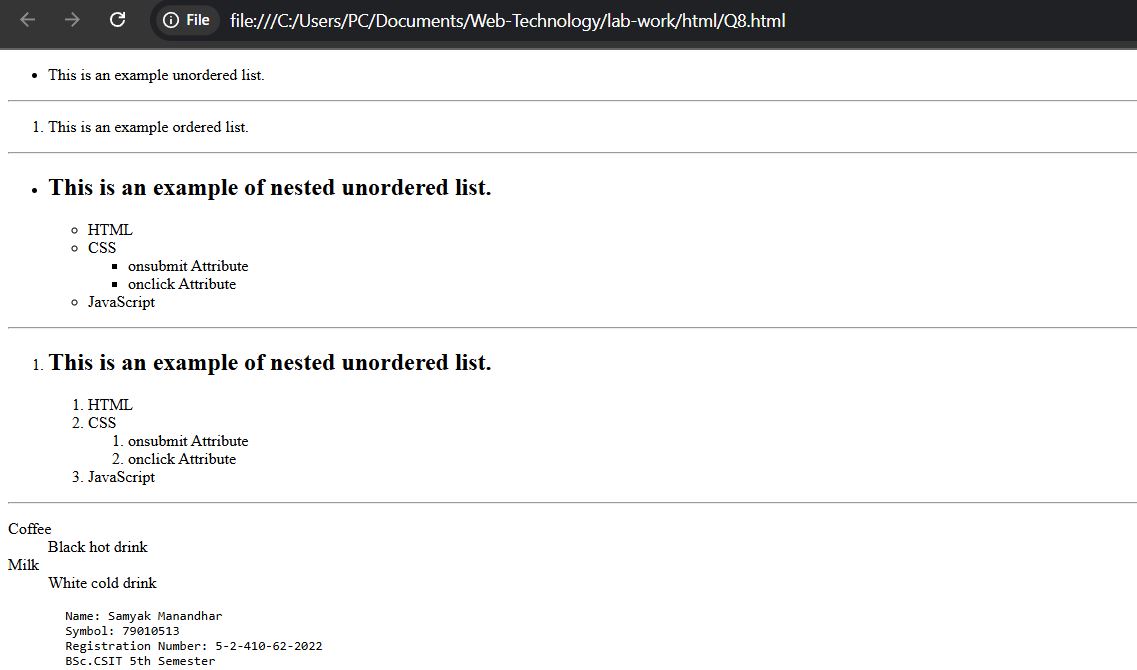 File file:///C:/Users/PC/Documents/Web-Technology/lab-work/html/Q8.html
• This is an example unordered list.
1. This is an example ordered list.
• This is an example of nested unordered list.
◦ HTML
◦ CSS
▪ onsubmit Attribute
▪ onclick Attribute
◦ JavaScript
1. This is an example of nested unordered list.
1. HTML
2. CSS
1. onsubmit Attribute
2. onclick Attribute
3. JavaScript
Coffee
Black hot drink
Milk
White cold drink
Name: Samyak Manandhar
Symbol: 79010513
Registration Number: 5-2-410-62-2022
BSc.CSIT 5th Semester